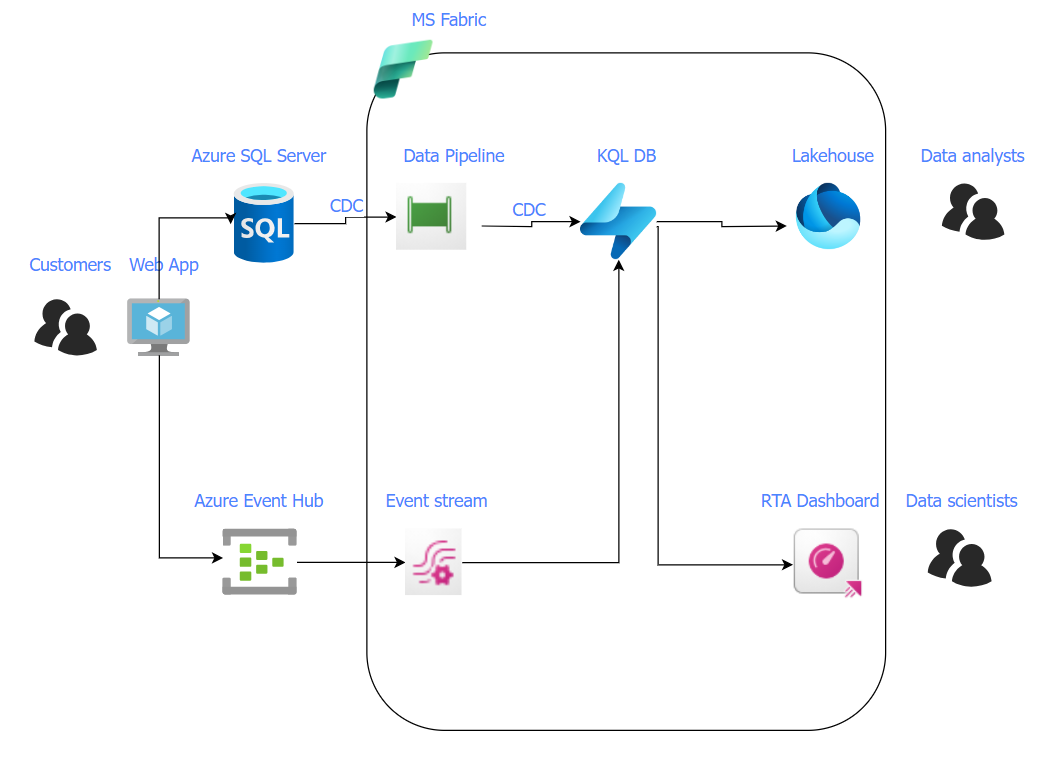 MS Fabric
Azure SQL Server
Data Pipeline
KQL DB
Lakehouse
Data analysts
CDC
CDC
SQL
Customers
Web App
Azure Event Hub
Event stream
RTA Dashboard
Data scientists